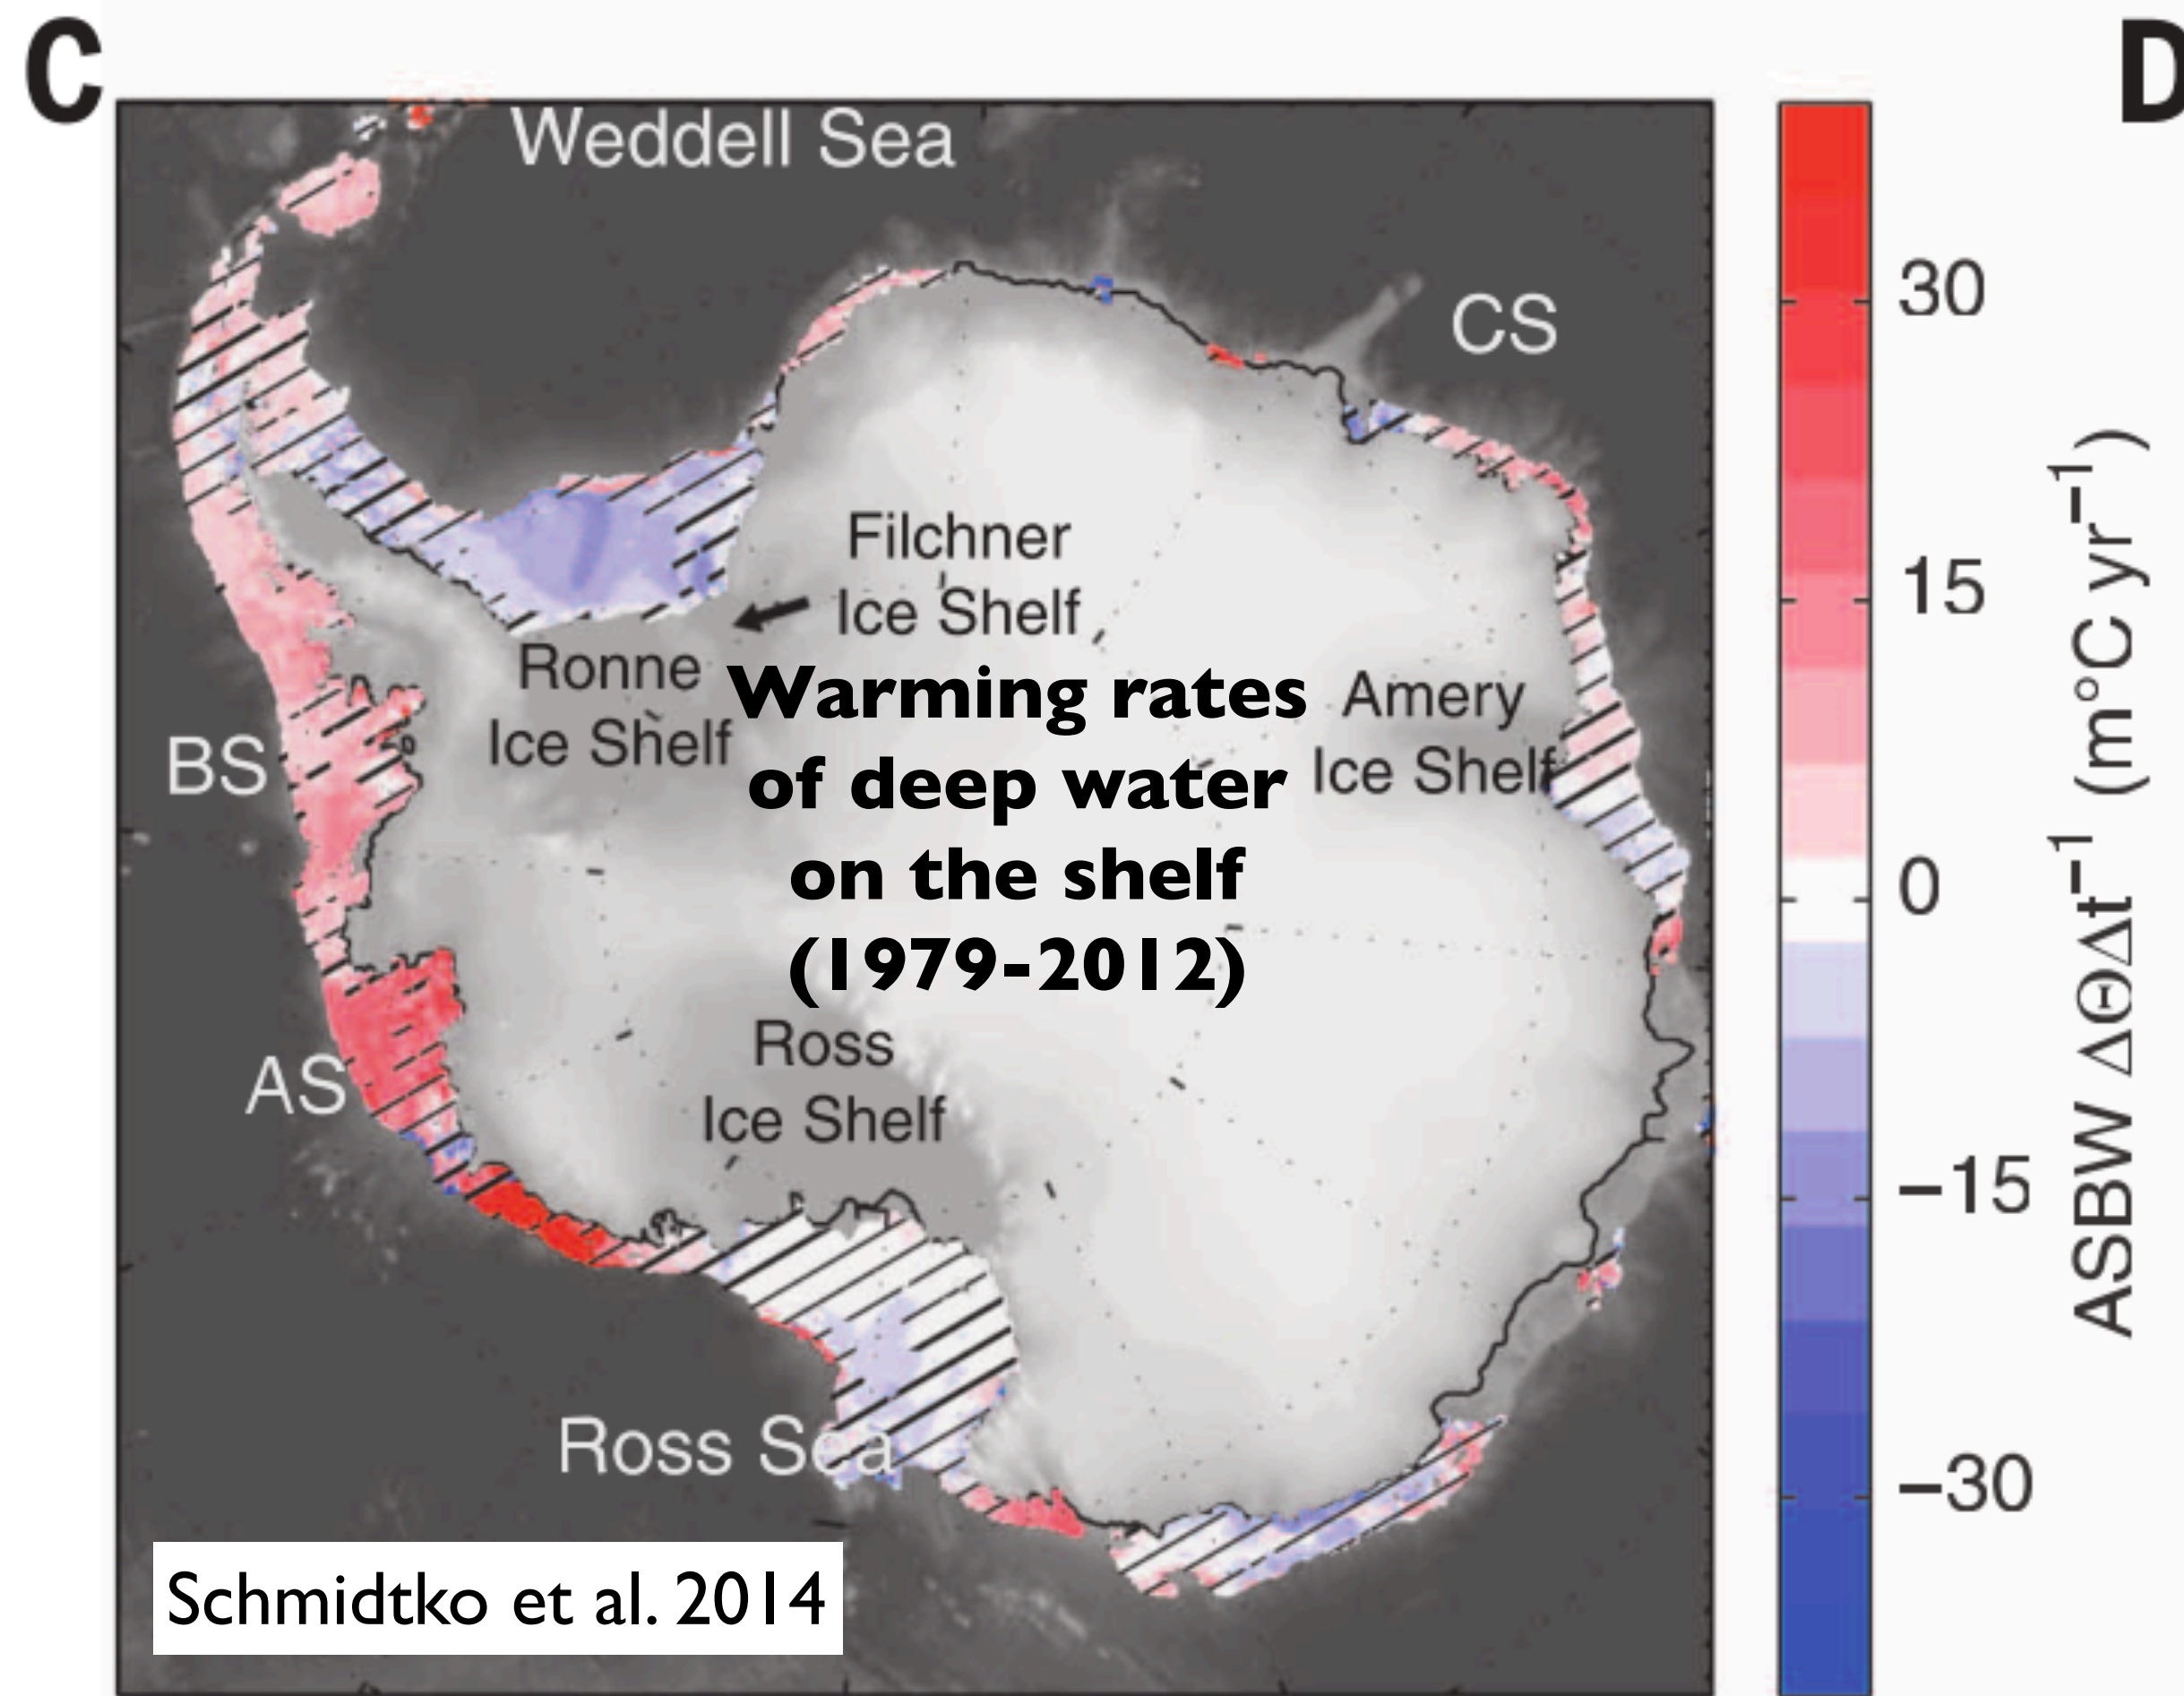 C
D
Weddell Sea
CS
Filchner
Ice Shelf
Ronne
Ice Shelf
Warming rates
of deep water
on the shelf
(1979-2012)
Amery
Ice Shelf
BS
AS
Ross
Ice Shelf
Ross Sea
Schmidtko et al. 2014
30
15
0
−15
−30
ASBW ΔΘΔt⁻¹ (m°C yr⁻¹)